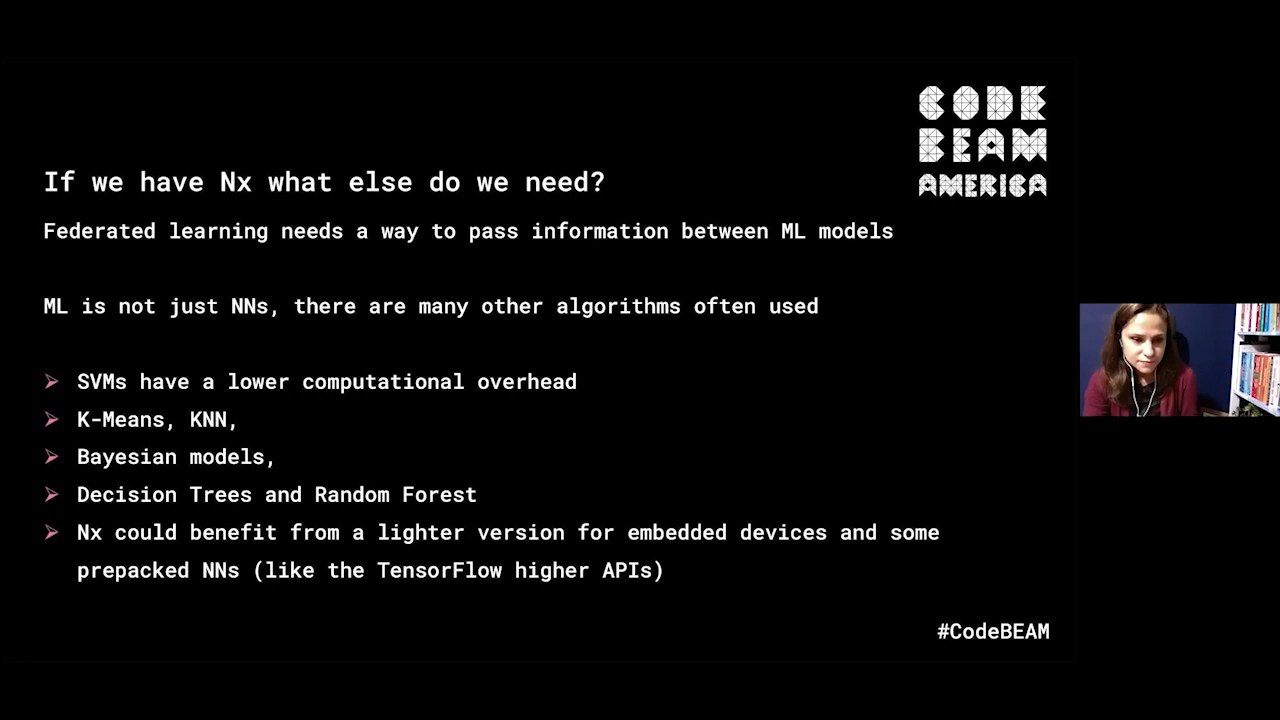 CODE
BEAM
AMERICA
If we have Nx what else do we need?
Federated learning needs a way to pass information between ML models
ML is not just NNs, there are many other algorithms often used
➢ SVMs have a lower computational overhead
➢ K-Means, KNN,
➢ Bayesian models,
➢ Decision Trees and Random Forest
➢ Nx could benefit from a lighter version for embedded devices and some
prepacked NNs (like the TensorFlow higher APIs)
#CodeBEAM